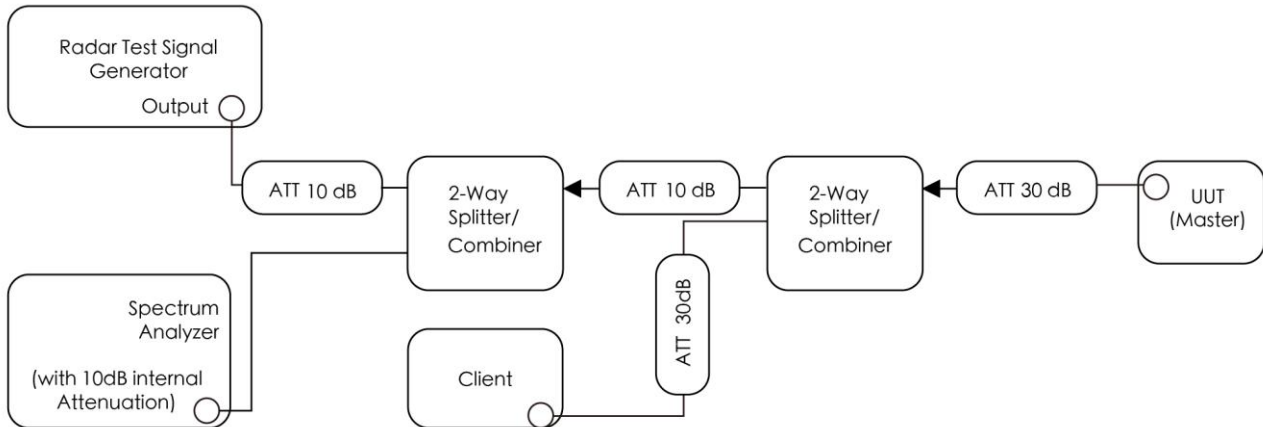 Radar Test Signal
Generator
Output
ATT 10 dB
2-Way
Splitter/
Combiner
ATT 10 dB
2-Way
Splitter/
Combiner
ATT 30 dB
UUT
(Master)
Spectrum
Analyzer
(with 10dB internal
Attenuation)
Client
ATT 30dB